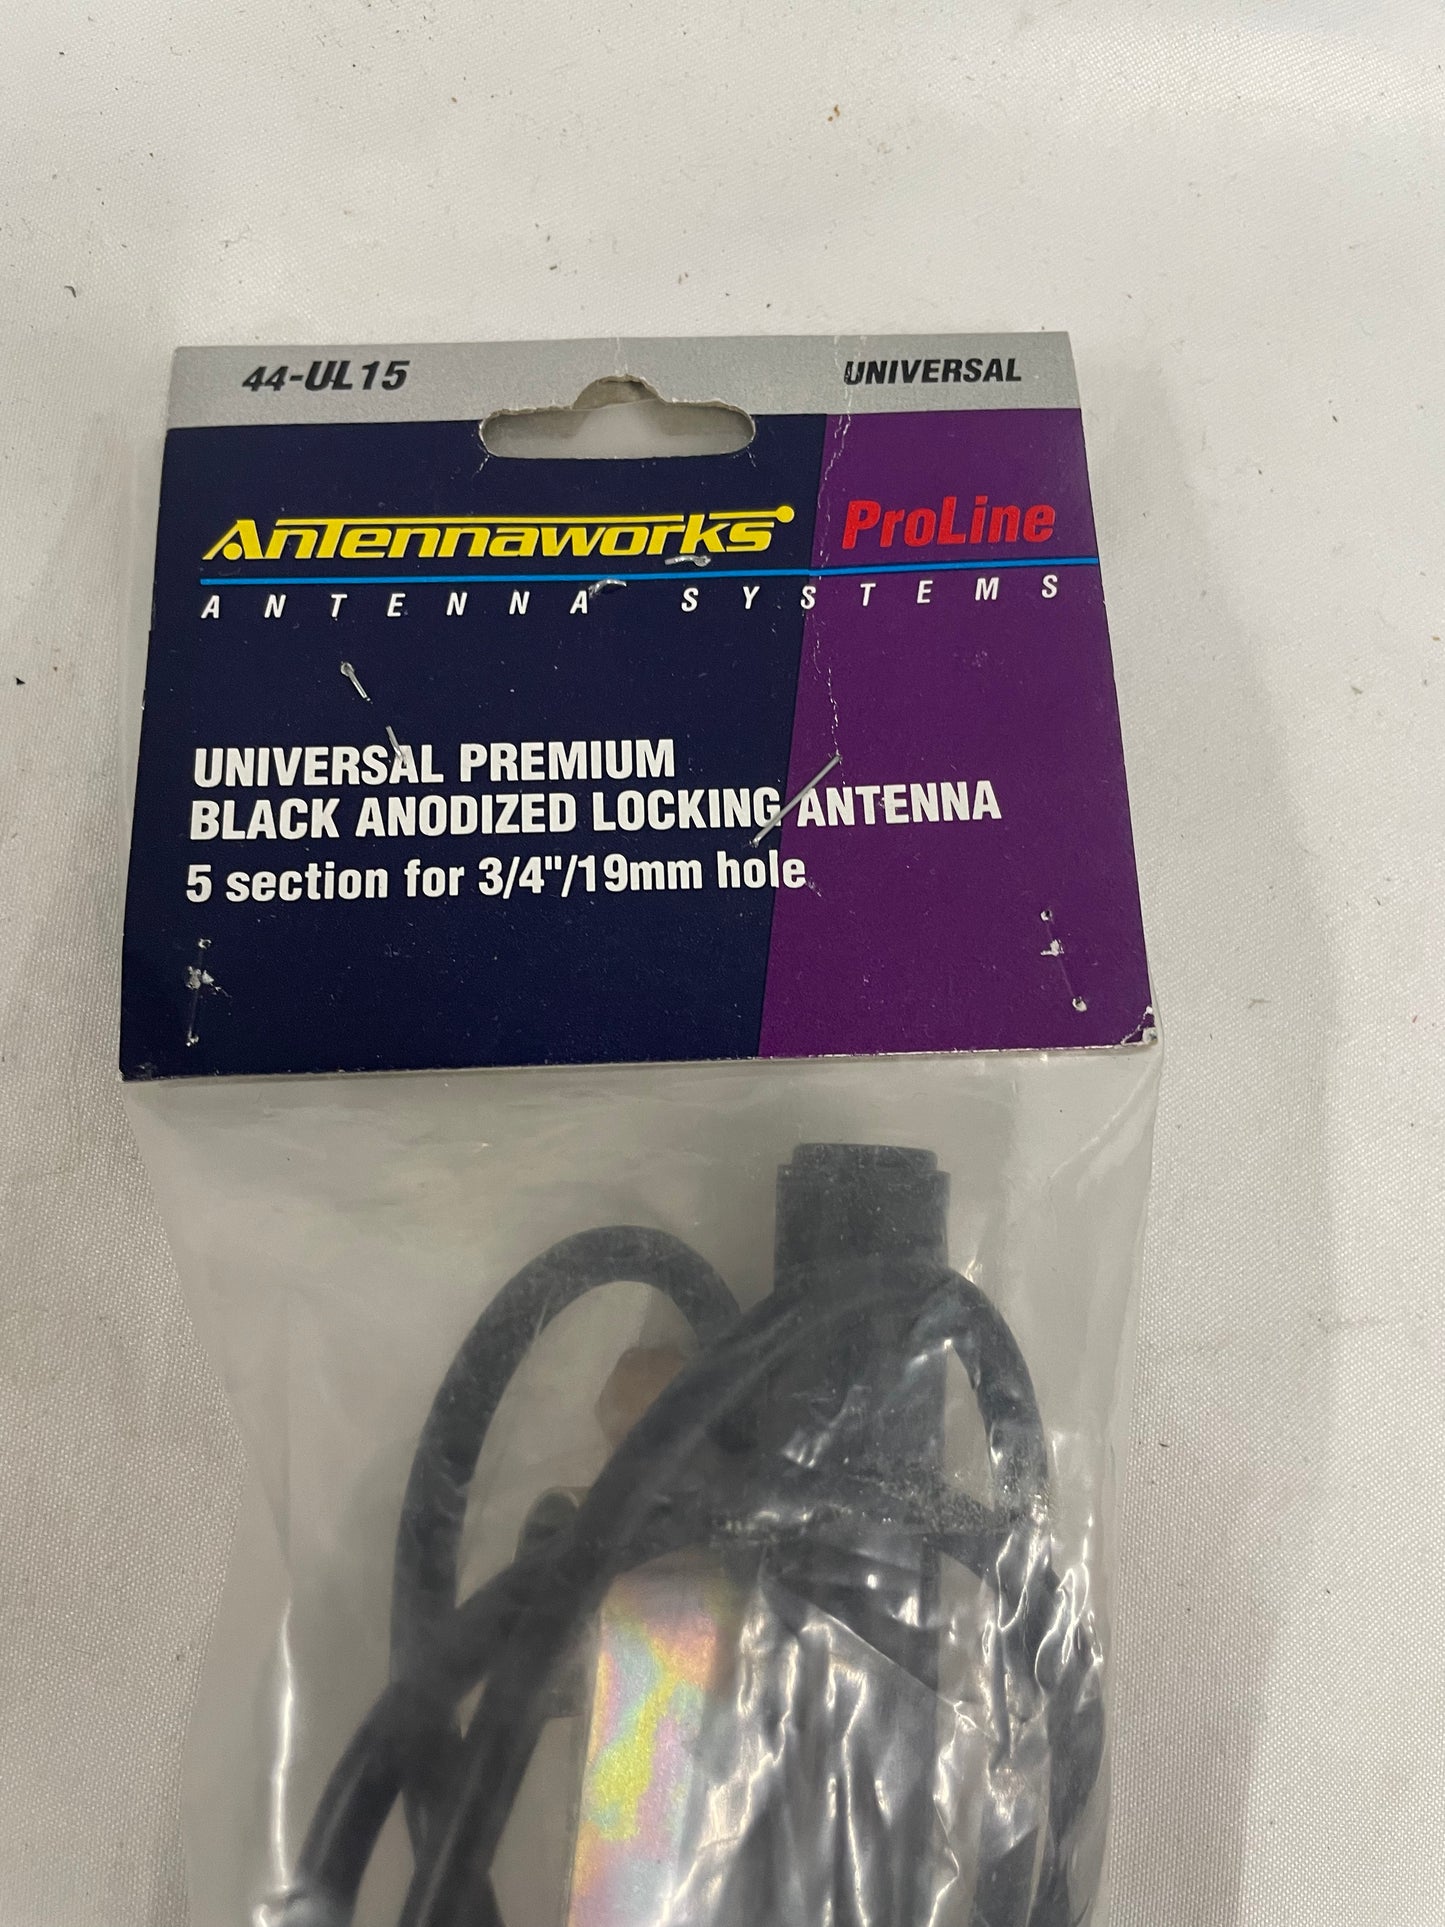 44-UL15 UNIVERSAL
Antennaworks ProLine
ANTENNA SYSTEMS
UNIVERSAL PREMIUM
BLACK ANODIZED LOCKING ANTENNA
5 section for 3/4"/19mm hole